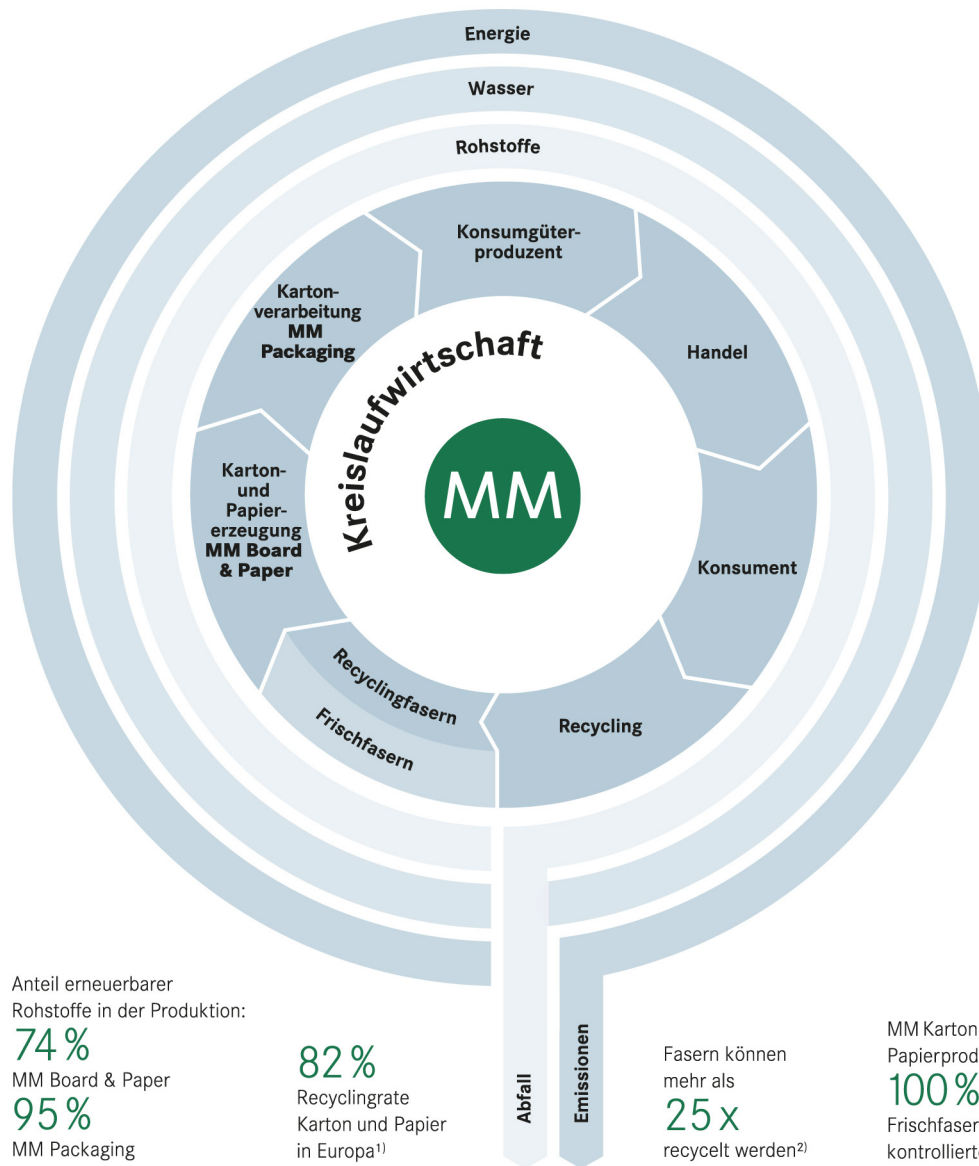 Energie
Wasser
Rohstoffe
Konsumgüter-
produzent
Handel
Konsument
Recycling
Recyclingfasern
Frischfasern
Karton-
und
Papier-
erzeugung
MM Board
& Paper
Karton-
verarbeitung
MM
Packaging
Kreislaufwirtschaft
MM
Abfall
Emissionen
Anteil erneuerbarer
Rohstoffe in der Produktion:
74 %
MM Board & Paper
95 %
MM Packaging
82 %
Recyclingrate
Karton und Papier
in Europa¹⁾
Fasern können
mehr als
25 x
recycelt werden²⁾
MM Karton
Papierprod
100 %
Frischfaser
kontrolliert